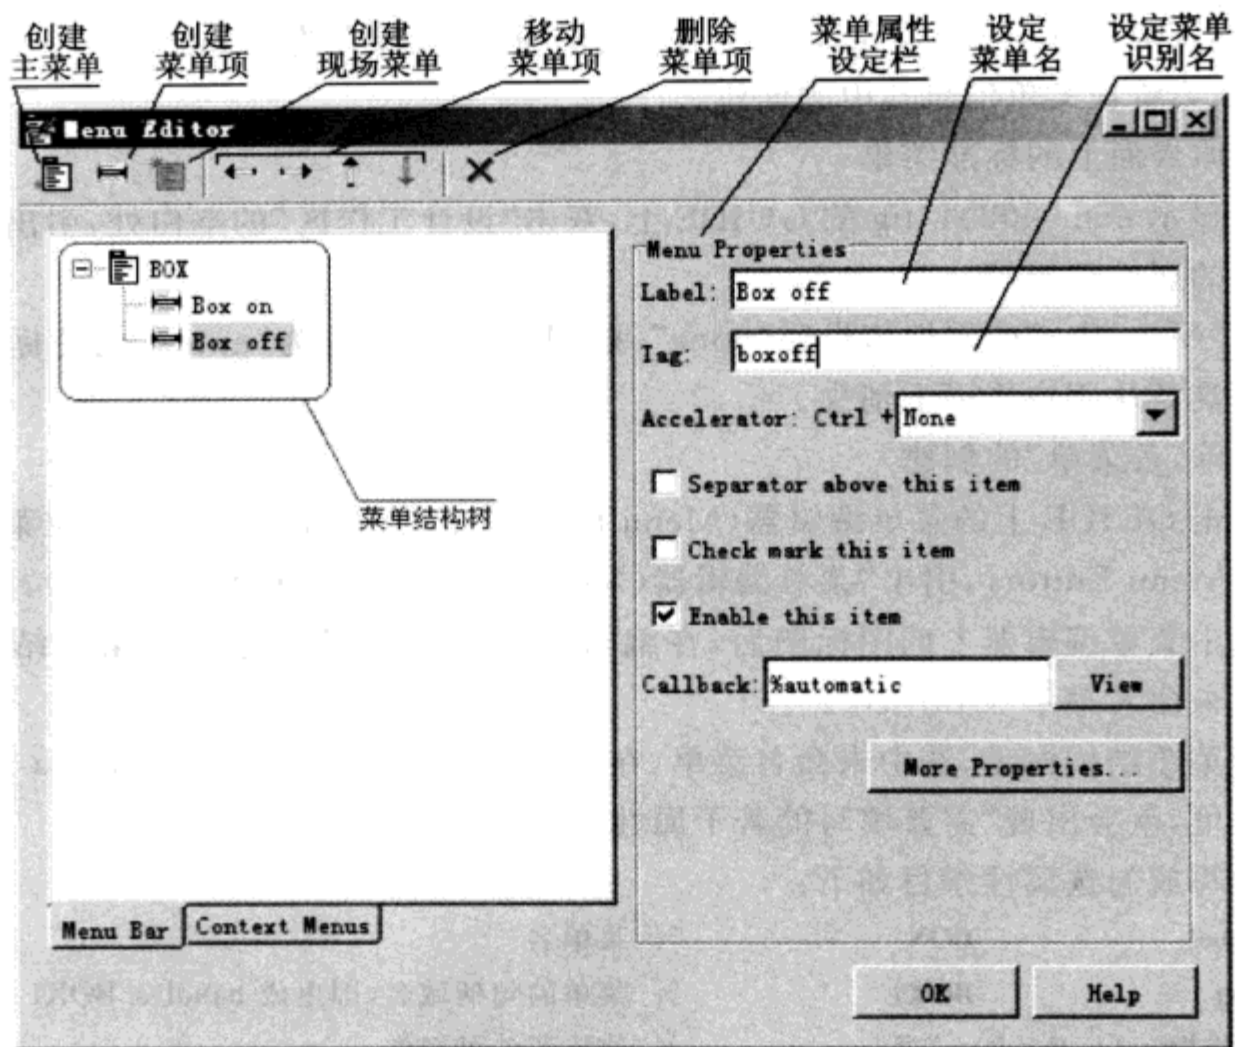 创建
主菜单
创建
菜单项
创建
现场菜单
移动
菜单项
删除
菜单项
菜单属性
设定栏
设定
菜单名
设定菜单
识别名
Menu Editor
BOX
Box on
Box off
菜单结构树
Menu Properties
Label: Box off
Tag: boxoff
Accelerator: Ctrl + None
Separator above this item
Check mark this item
Enable this item
Callback: %automatic View
More Properties...
Menu Bar Context Menus
OK Help